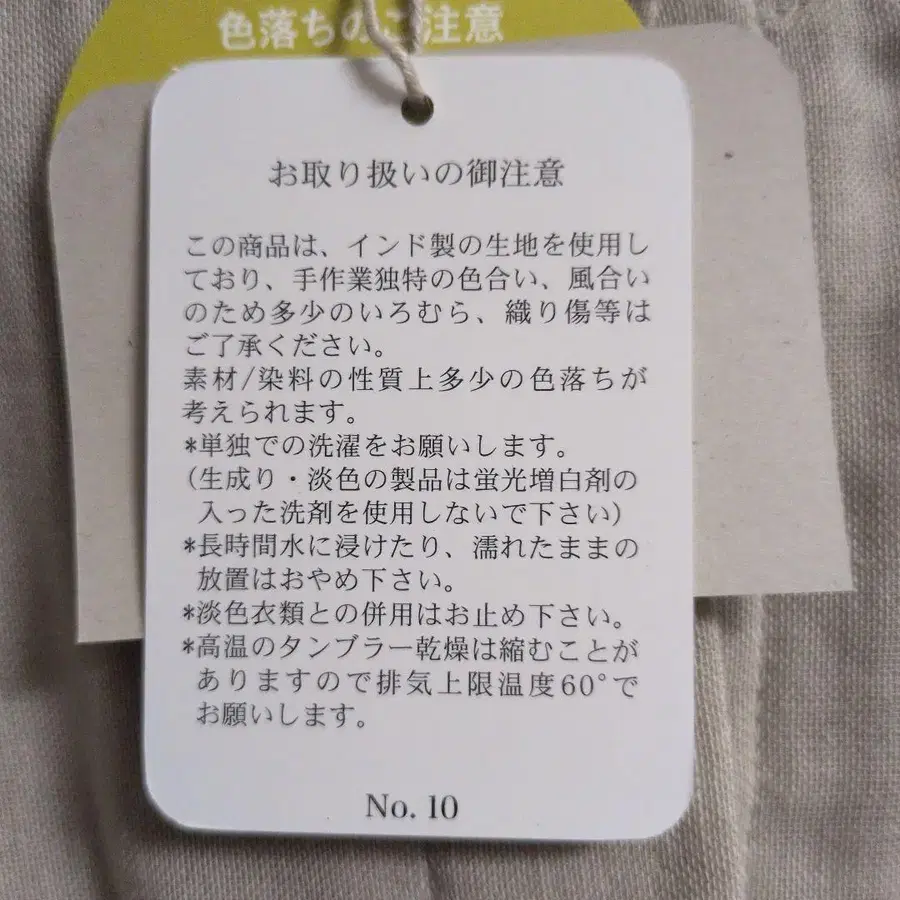 色落ちのご注意
お取り扱いの御注意
この商品は、インド製の生地を使用し
ており、手作業独特の色合い、風合い
のため多少のいろむら、織り傷等は
ご了承ください。
素材/染料の性質上多少の色落ちが
考えられます。
*単独での洗濯をお願いします。
(生成り・淡色の製品は蛍光増白剤の
入った洗剤を使用しないで下さい)
*長時間水に浸けたり、濡れたままの
放置はおやめ下さい。
*淡色衣類との併用はお止め下さい。
*高温のタンブラー乾燥は縮むことが
ありますので排気上限温度60°で
お願いします。
No. 10